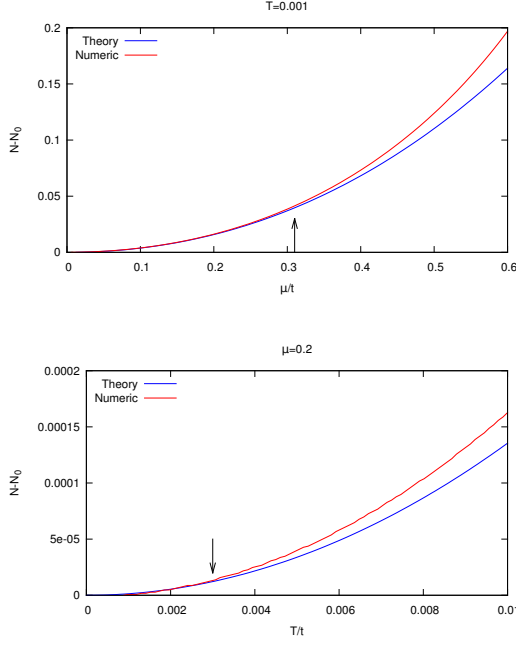 T=0.001
Theory
Numeric
0.2
0.15
0.1
0.05
0
N-N₀
0 0.1 0.2 0.3 0.4 0.5 0.6
μ/t
μ=0.2
Theory
Numeric
0.0002
0.00015
0.0001
5e-05
0
N-N₀
0 0.002 0.004 0.006 0.008 0.01
T/t